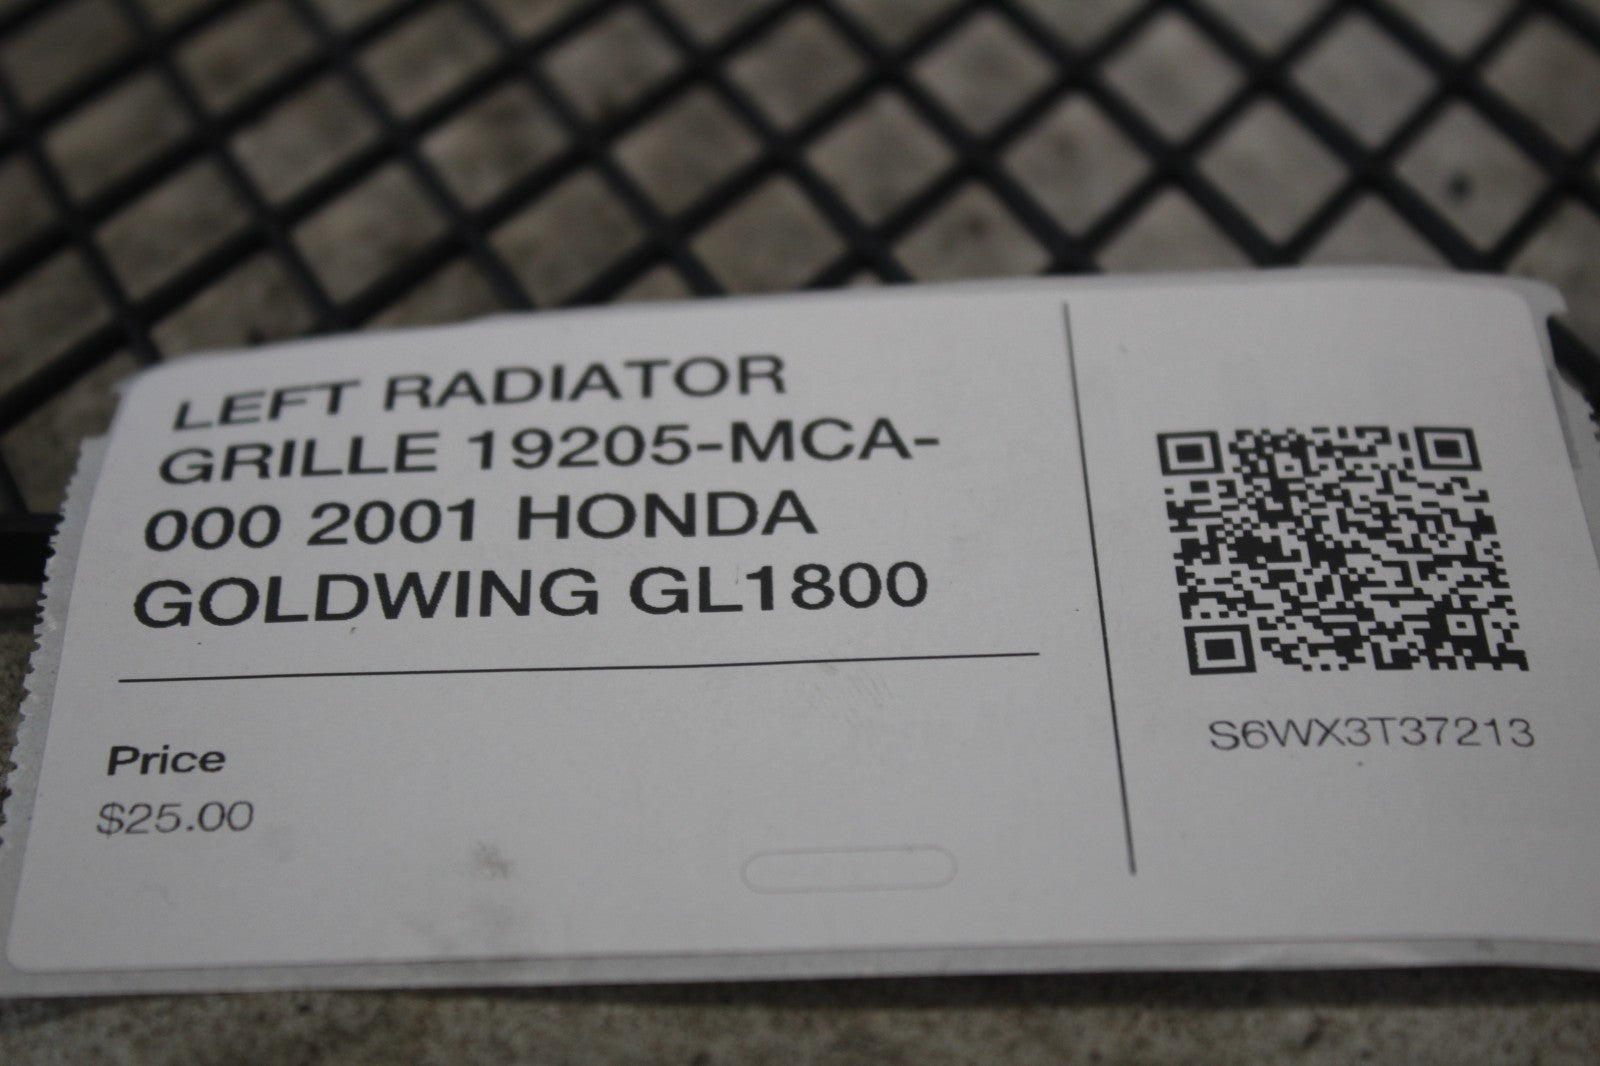 LEFT RADIATOR
GRILLE 19205-MCA-
000 2001 HONDA
GOLDWING GL1800
Price
$25.00
S6WX3T37213